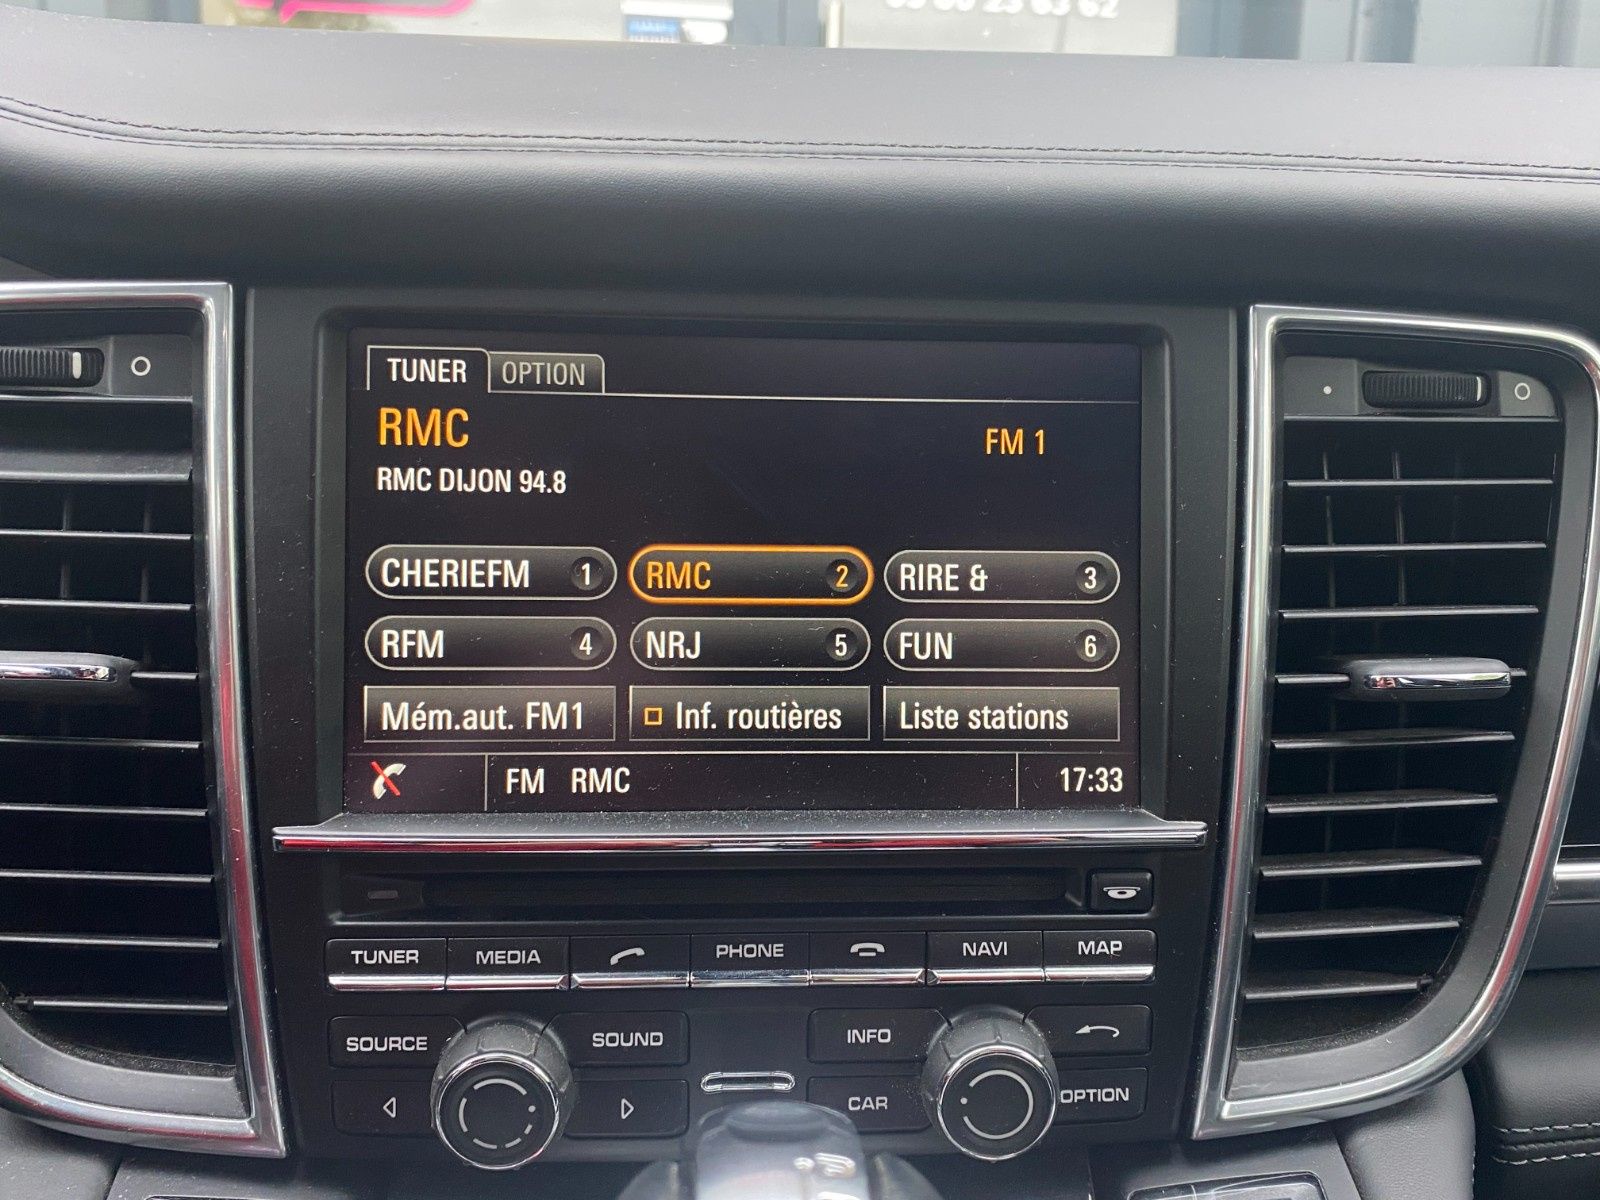 TUNER OPTION
RMC
FM 1
RMC DIJON 94.8
CHERIEFM 1 RMC 2 RIRE & 3
RFM 4 NRJ 5 FUN 6
Mém.aut. FM1 Inf. routières Liste stations
FM RMC 17:33
TUNER MEDIA PHONE NAVI MAP
SOURCE SOUND INFO
CAR OPTION